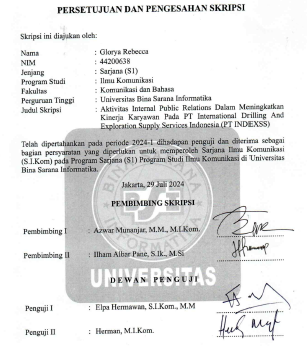 PERSETUJUAN DAN PENGESAHAN SKRIPSI
Skripsi ini diajukan oleh:
Nama : Glorya Rebecca
NIM : 44200638
Jenjang : Sarjana (S1)
Program Studi : Ilmu Komunikasi
Fakultas : Komunikasi dan Bahasa
Perguruan Tinggi : Universitas Bina Sarana Informatika
Judul Skripsi : Aktivitas Internal Public Relations Dalam Meningkatkan
Kinerja Karyawan Pada PT International Drilling And
Exploration Supply Services Indonesia (PT INDEXSS)
Telah dipertahankan pada periode 2024-1 dihadapan penguji dan diterima sebagai
bagian persyaratan yang diperlukan untuk memperoleh Sarjana Ilmu Komunikasi
(S.I.Kom) pada Program Sarjana (S1) Program Studi Ilmu Komunikasi di Universitas
Bina Sarana Informatika.
Jakarta, 29 Juli 2024
PEMBIMBING SKRIPSI
Pembimbing I : Azwar Munanjar, M.M., M.I.Kom.
Pembimbing II : Ilham Albar Pane, S.Ik., M.Si
DEWAN PENGUJI
BINA SARANA
INFORMATIKA
UNIVERSITAS
Penguji I : Elpa Hermawan, S.I.Kom., M.M
Penguji II : Herman, M.I.Kom.